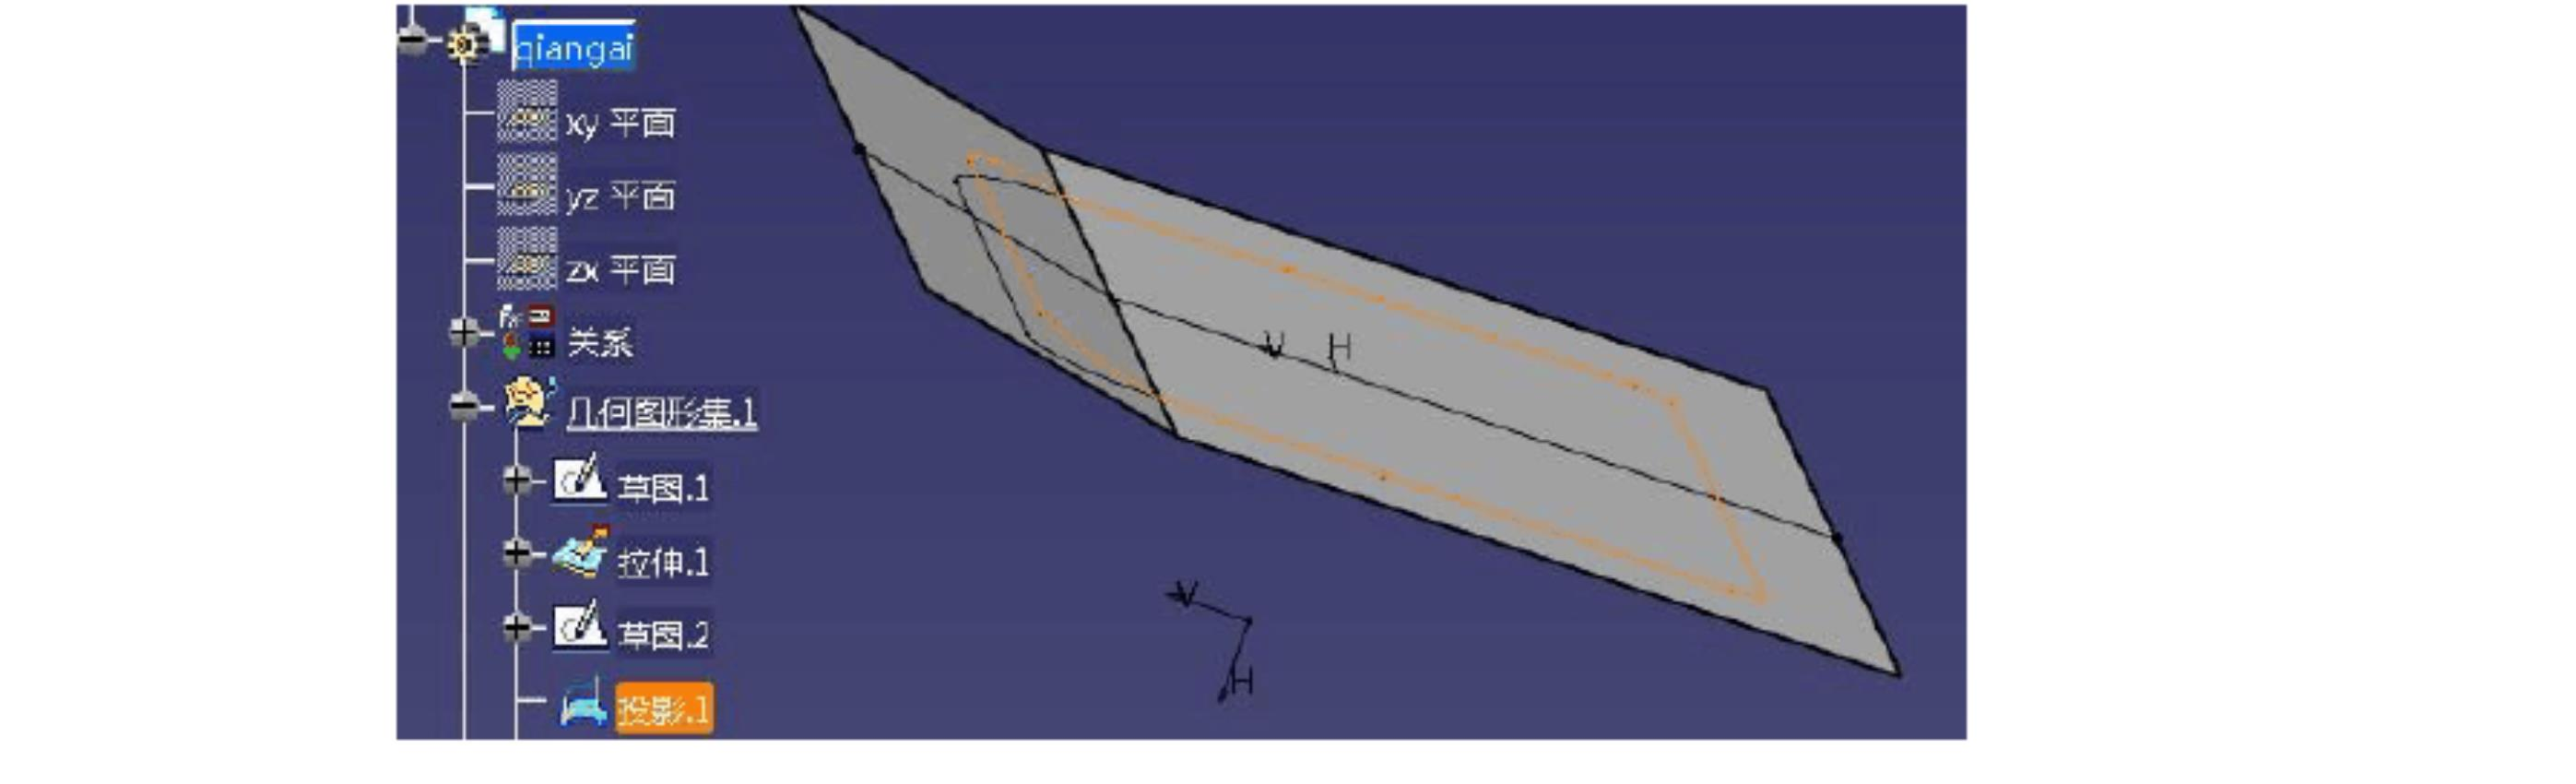 qiangai
xy 平面
yz 平面
zx 平面
关系
几何图形集.1
草图.1
拉伸.1
草图.2
投影.1
V H
V
H